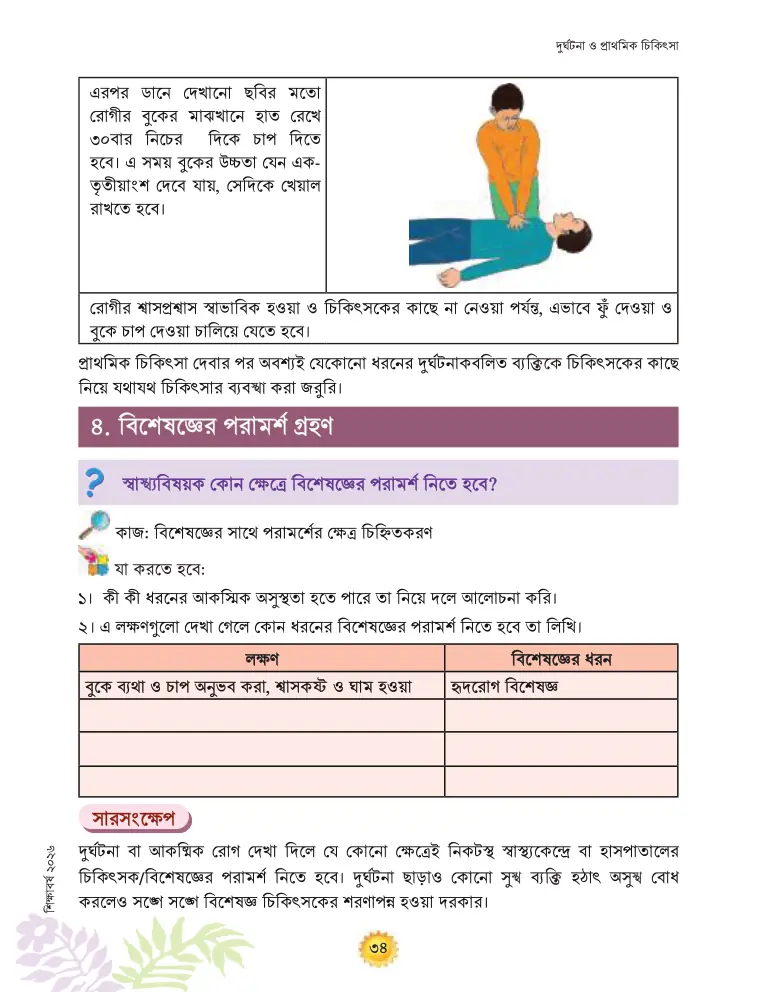 দুর্ঘটনা ও প্রাথমিক চিকিৎসা
এরপর ডানে দেখানো ছবির মতো
রোগীর বুকের মাঝখানে হাত রেখে
৩০বার নিচের দিকে চাপ দিতে
হবে। এ সময় বুকের উচ্চতা যেন এক-
তৃতীয়াংশ দেবে যায়, সেদিকে খেয়াল
রাখতে হবে।
রোগীর শ্বাসপ্রশ্বাস স্বাভাবিক হওয়া ও চিকিৎসকের কাছে না নেওয়া পর্যন্ত, এভাবে ফুঁ দেওয়া ও
বুকে চাপ দেওয়া চালিয়ে যেতে হবে।
প্রাথমিক চিকিৎসা দেবার পর অবশ্যই যেকোনো ধরনের দুর্ঘটনাকবলিত ব্যক্তিকে চিকিৎসকের কাছে
নিয়ে যথাযথ চিকিৎসার ব্যবস্থা করা জরুরি।
৪. বিশেষজ্ঞের পরামর্শ গ্রহণ
স্বাস্থ্যবিষয়ক কোন ক্ষেত্রে বিশেষজ্ঞের পরামর্শ নিতে হবে?
কাজ: বিশেষজ্ঞের সাথে পরামর্শের ক্ষেত্র চিহ্নিতকরণ
যা করতে হবে:
১। কী কী ধরনের আকস্মিক অসুস্থতা হতে পারে তা নিয়ে দলে আলোচনা করি।
২। এ লক্ষণগুলো দেখা গেলে কোন ধরনের বিশেষজ্ঞের পরামর্শ নিতে হবে তা লিখি।
লক্ষণ বিশেষজ্ঞের ধরন
বুকে ব্যথা ও চাপ অনুভব করা, শ্বাসকষ্ট ও ঘাম হওয়া হৃদরোগ বিশেষজ্ঞ
সারসংক্ষেপ
দুর্ঘটনা বা আকষ্মিক রোগ দেখা দিলে যে কোনো ক্ষেত্রেই নিকটস্থ স্বাস্থ্যকেন্দ্রে বা হাসপাতালের
চিকিৎসক/বিশেষজ্ঞের পরামর্শ নিতে হবে। দুর্ঘটনা ছাড়াও কোনো সুস্থ ব্যক্তি হঠাৎ অসুস্থ বোধ
করলেও সঙ্গে সঙ্গে বিশেষজ্ঞ চিকিৎসকের শরণাপন্ন হওয়া দরকার।
শিক্ষাবর্ষ ২০২৬
৩৪